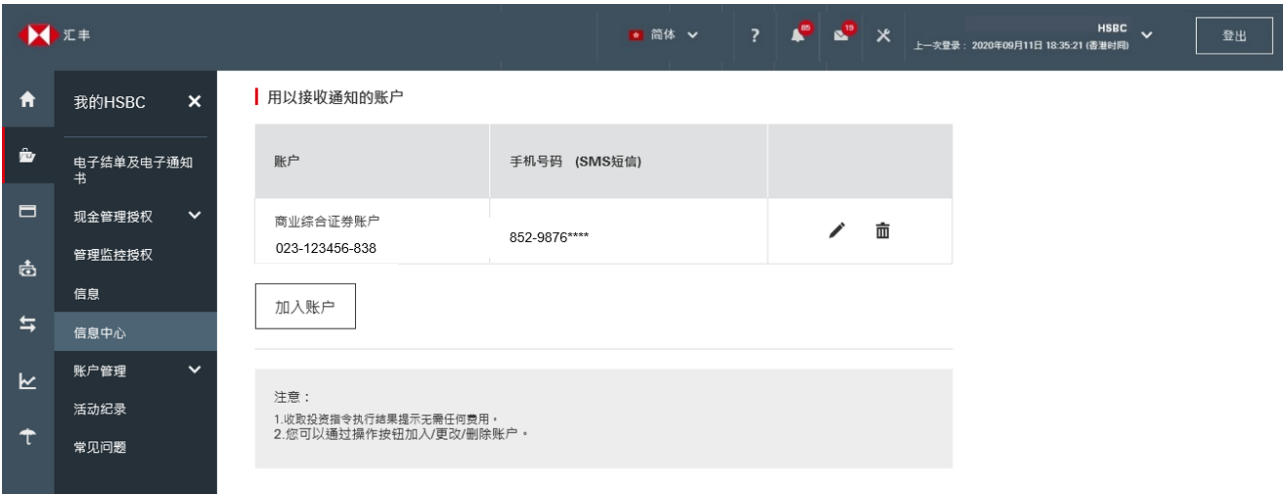 汇丰
简体
?
85
19
HSBC
上一次登录： 2020年09月11日 18:35:21 (香港时间)
登出
我的HSBC
电子结单及电子通知
书
现金管理授权
管理监控授权
信息
信息中心
账户管理
活动纪录
常见问题
用以接收通知的账户
账户 手机号码 (SMS短信)
商业综合证券账户
023-123456-838
852-9876****
加入账户
注意：
1.收取投资指令执行结果提示无需任何费用。
2.您可以通过操作按钮加入/更改/删除账户。